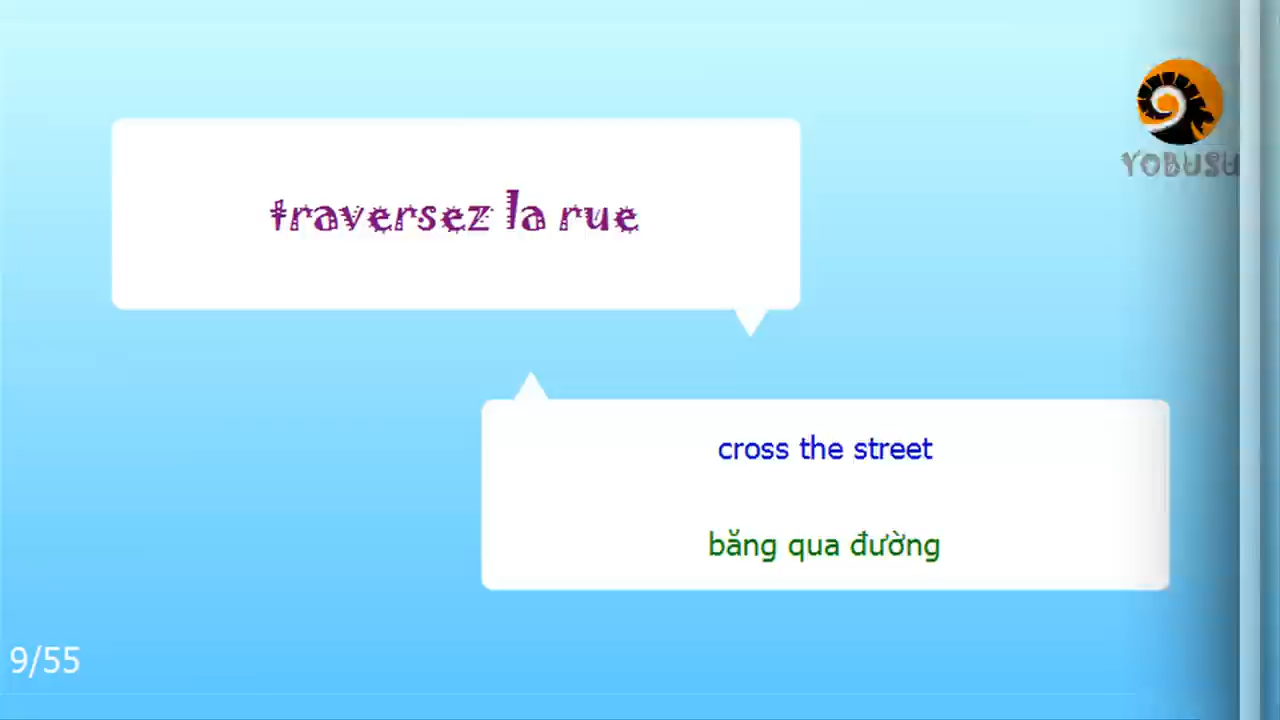 YOBUSU
traversez la rue
cross the street
băng qua đường
9/55